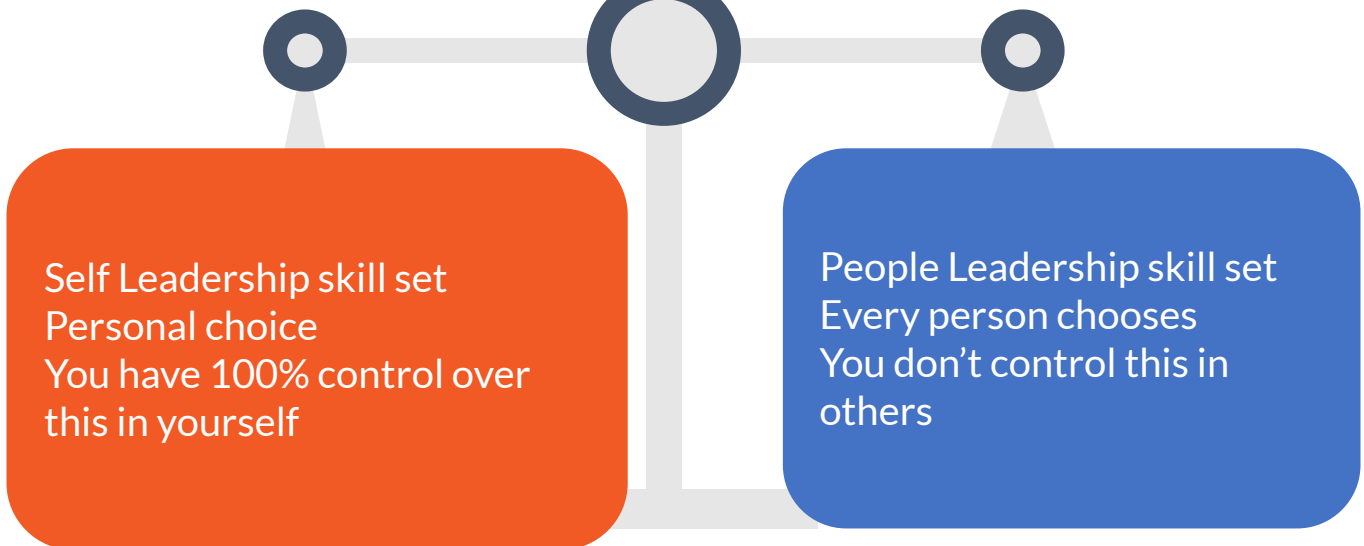 Self Leadership skill set
Personal choice
You have 100% control over
this in yourself
People Leadership skill set
Every person chooses
You don’t control this in
others